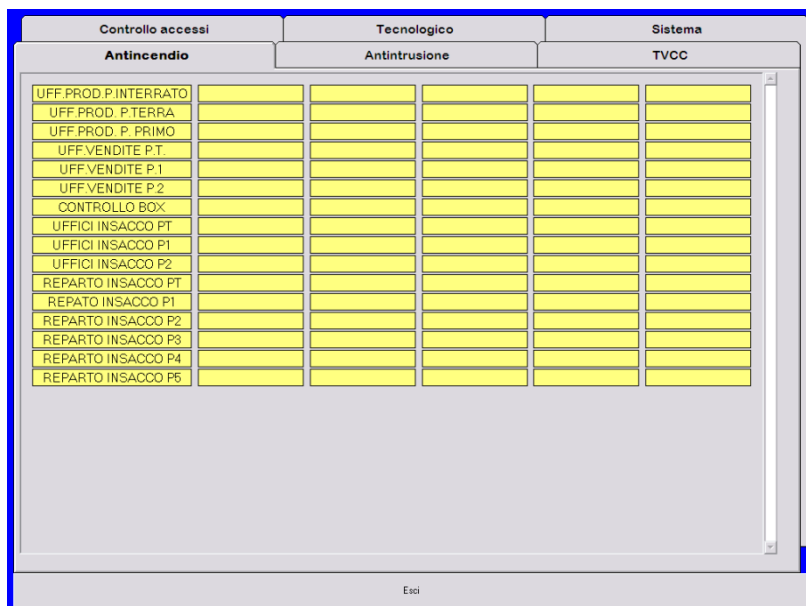 Controllo accessi Tecnologico Sistema
Antincendio Antintrusione TVCC
UFF.PROD.P.INTERRATO
UFF.PROD. P.TERRA
UFF.PROD. P. PRIMO
UFF.VENDITE P.T.
UFF.VENDITE P.1
UFF.VENDITE P.2
CONTROLLO BOX
UFFICI INSACCO PT
UFFICI INSACCO P1
UFFICI INSACCO P2
REPARTO INSACCO PT
REPATO INSACCO P1
REPARTO INSACCO P2
REPARTO INSACCO P3
REPARTO INSACCO P4
REPARTO INSACCO P5
Esci